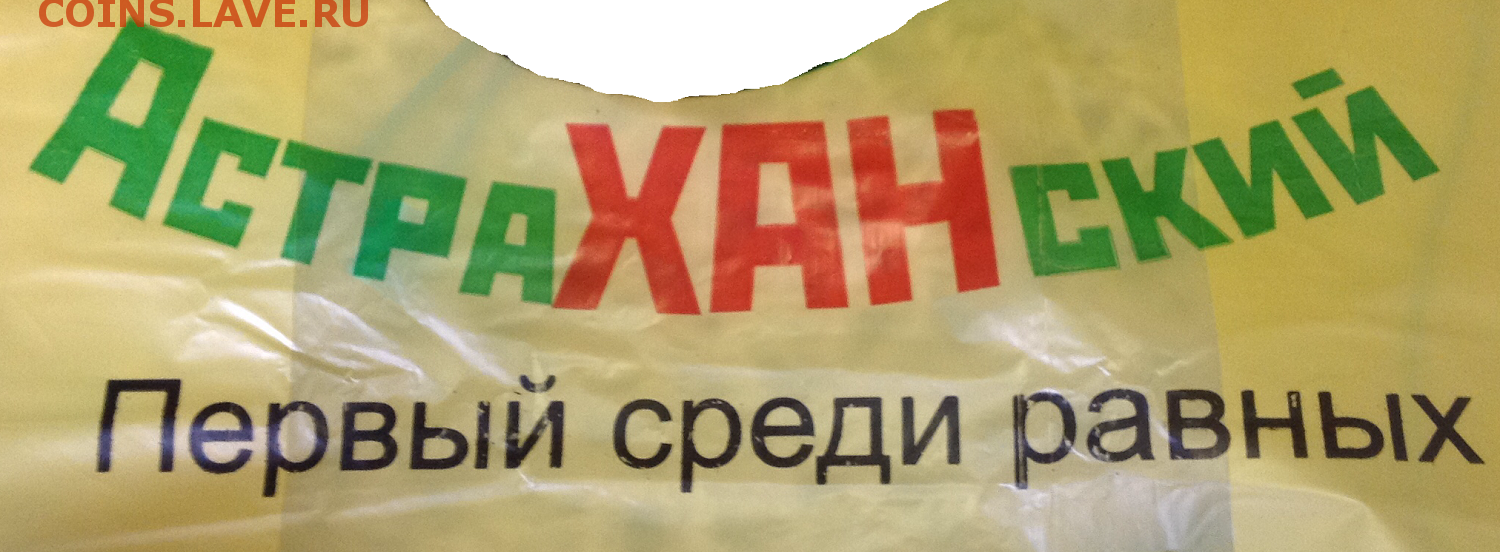 COINS.LAVE.RU
АстраХАНский
Первый среди равных